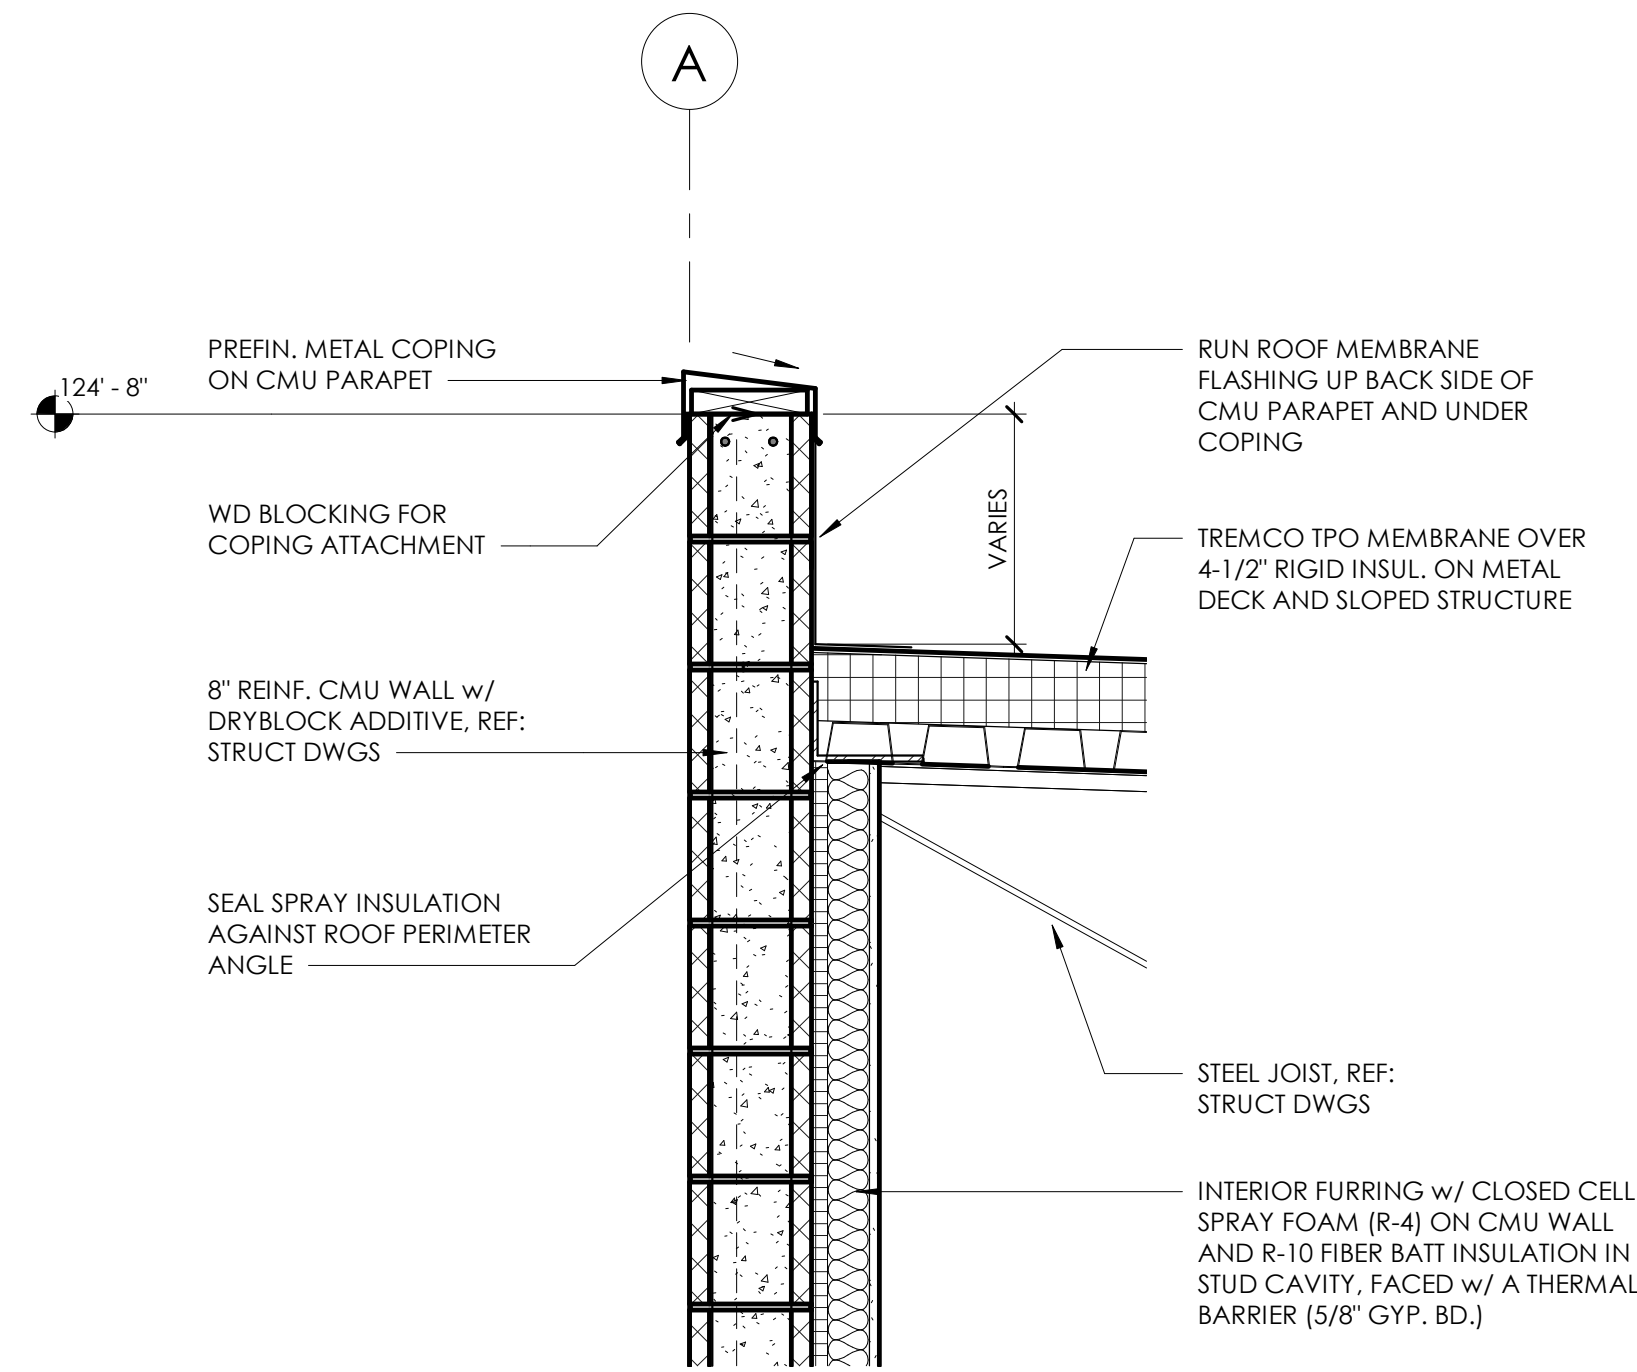 A
PREFIN. METAL COPING
ON CMU PARAPET
124' - 8"
WD BLOCKING FOR
COPING ATTACHMENT
8" REINF. CMU WALL w/
DRYBLOCK ADDITIVE, REF:
STRUCT DWGS
SEAL SPRAY INSULATION
AGAINST ROOF PERIMETER
ANGLE
VARIES
RUN ROOF MEMBRANE
FLASHING UP BACK SIDE OF
CMU PARAPET AND UNDER
COPING
TREMCO TPO MEMBRANE OVER
4-1/2" RIGID INSUL. ON METAL
DECK AND SLOPED STRUCTURE
STEEL JOIST, REF:
STRUCT DWGS
INTERIOR FURRING w/ CLOSED CELL
SPRAY FOAM (R-4) ON CMU WALL
AND R-10 FIBER BATT INSULATION IN
STUD CAVITY, FACED w/ A THERMAL
BARRIER (5/8" GYP. BD.)